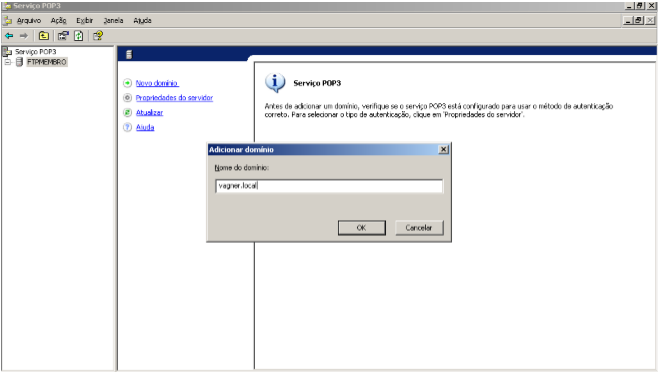 Serviço POP3
Arquivo Ação Exibir Janela Ajuda
Serviço POP3
FTPMEMBRO
Novo domínio.
Propriedades do servidor
Atualizar
Ajuda
Serviço POP3
Antes de adicionar um domínio, verifique se o serviço POP3 está configurado para usar o método de autenticação
correto. Para selecionar o tipo de autenticação, clique em 'Propriedades do servidor'.
Adicionar domínio
Nome do domínio:
vagner.local
OK Cancelar